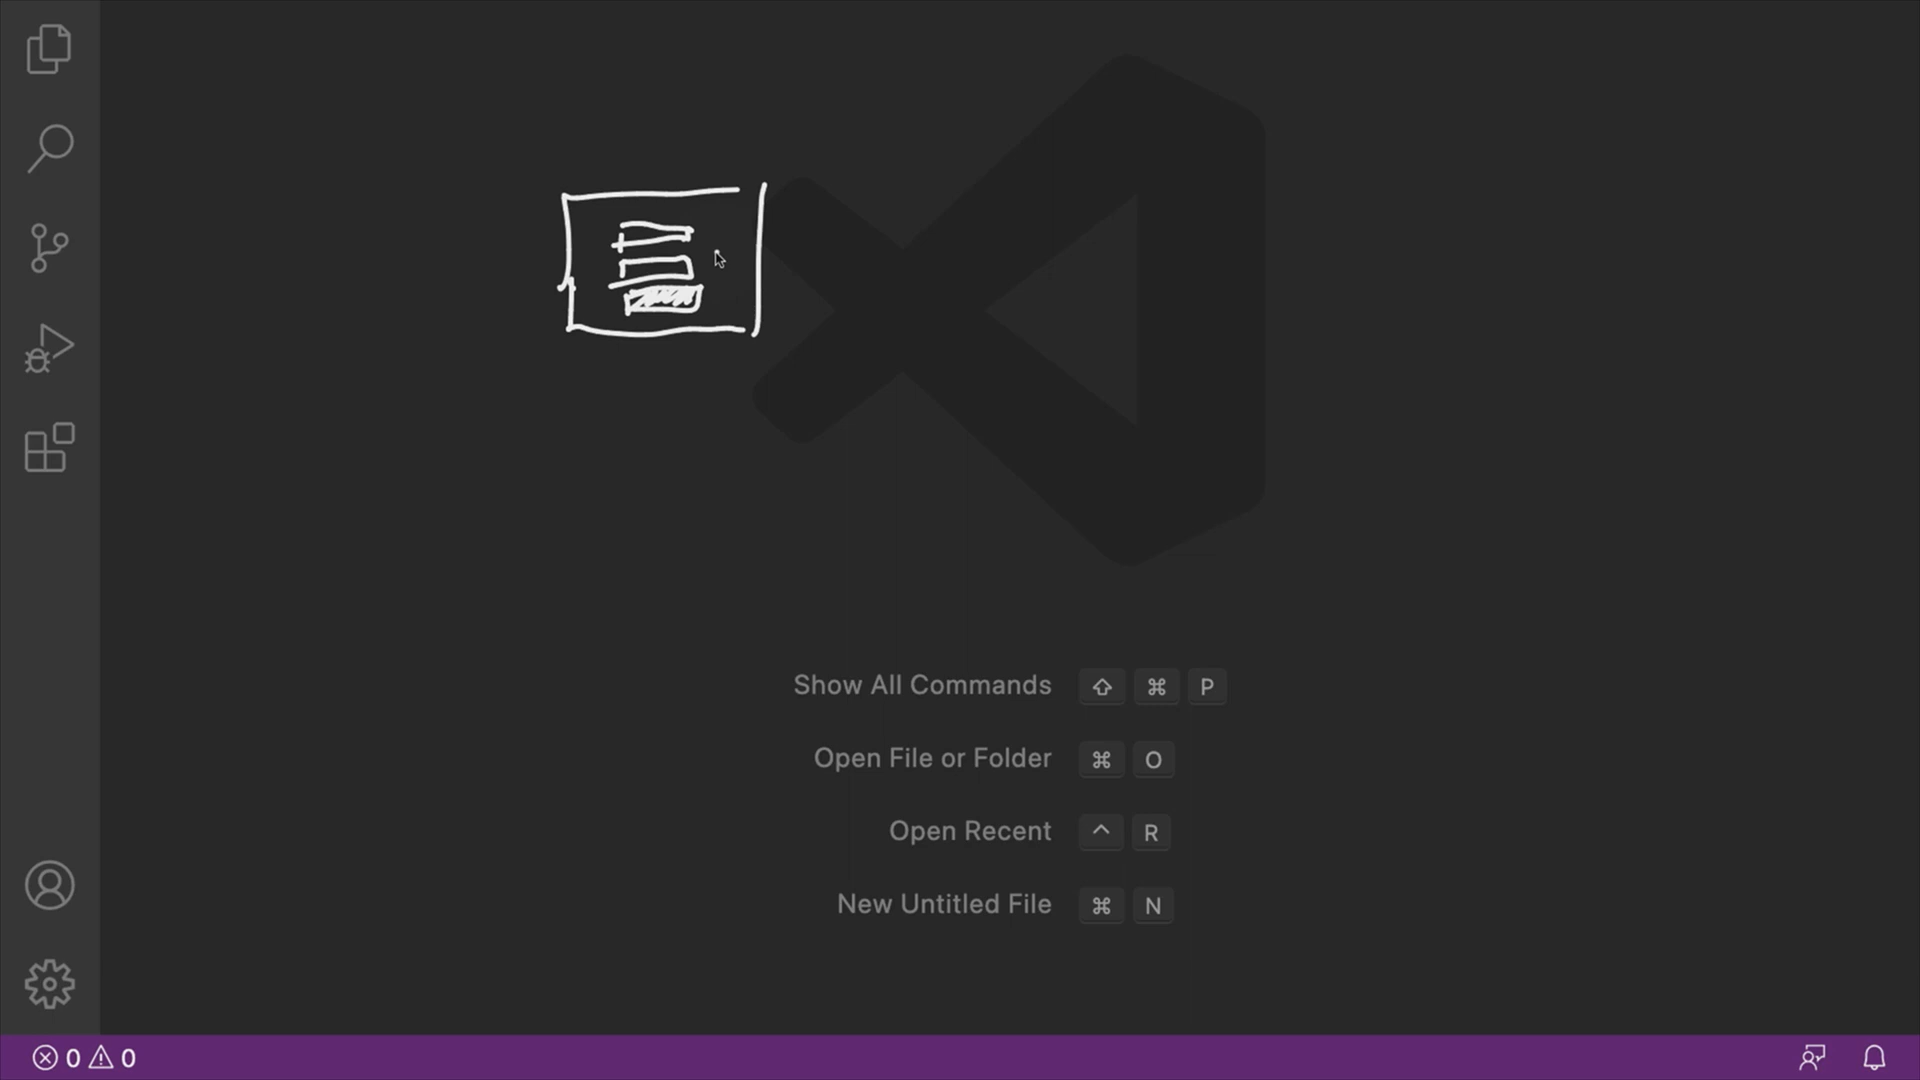 Show All Commands ⇧ ⌘ P
Open File or Folder ⌘ O
Open Recent ^ R
New Untitled File ⌘ N
0 0